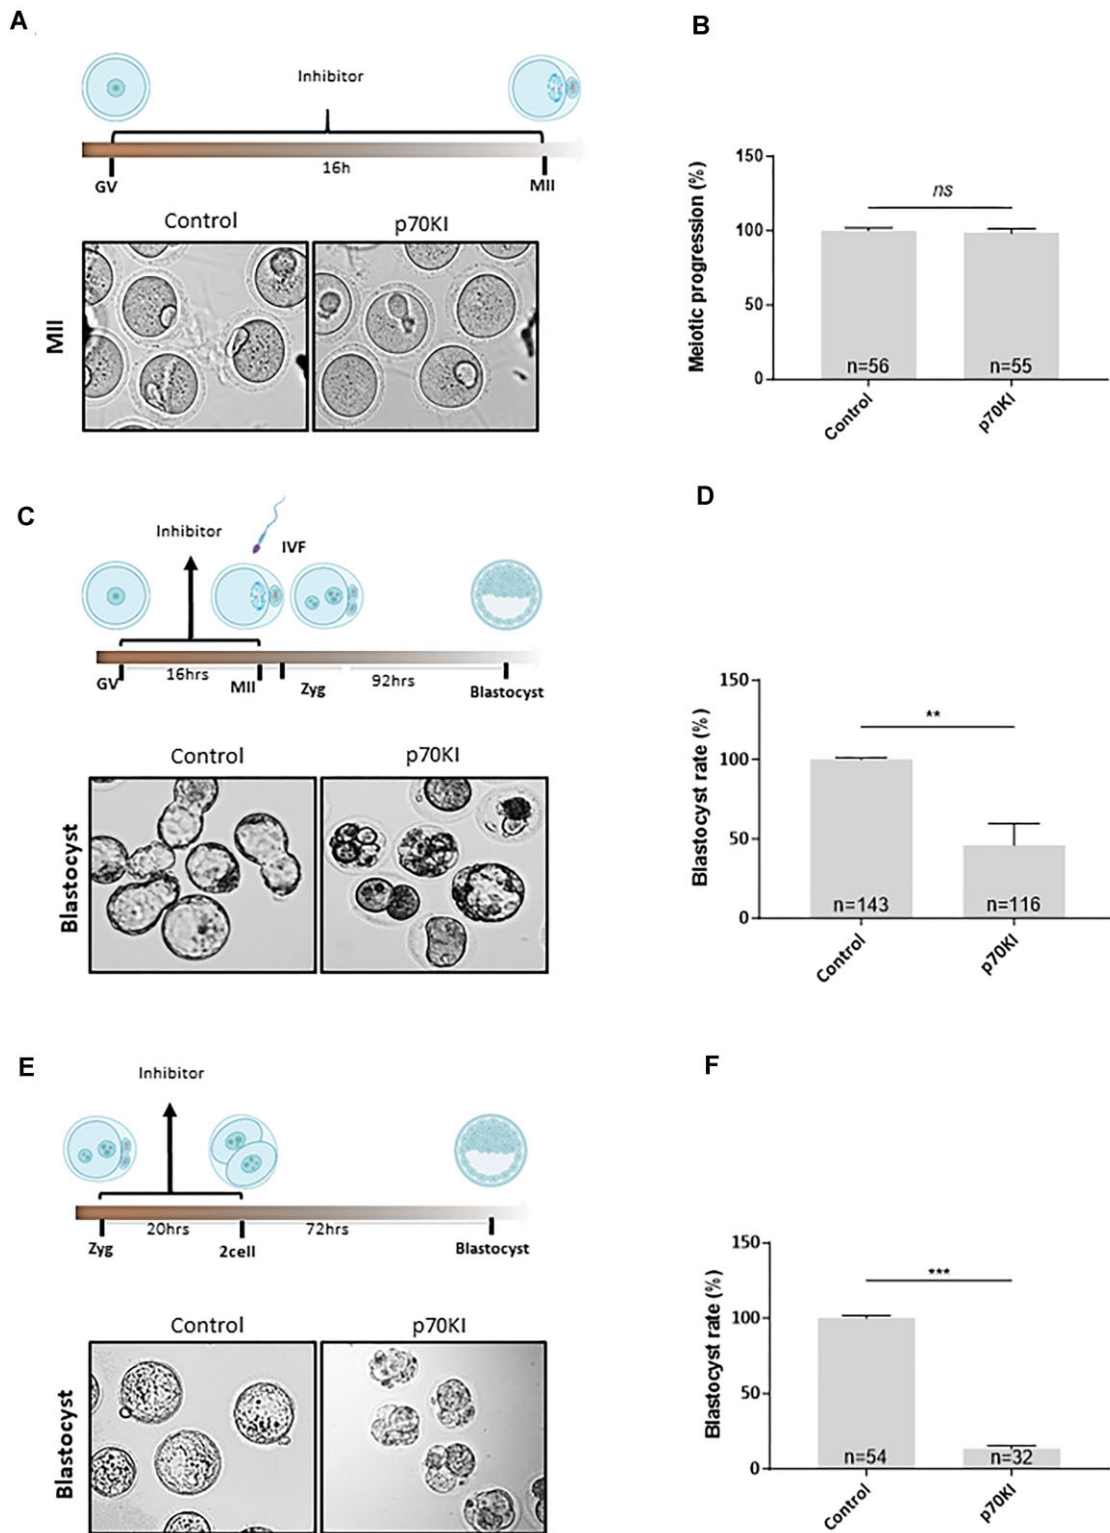 A
Inhibitor
16h
GV
MII
Control
p70KI
MII
B
Meiotic progression (%)
150
100
50
0
ns
n=56
n=55
Control
p70KI
C
Inhibitor
IVF
GV
16hrs
MII
Zyg
92hrs
Blastocyst
Control
p70KI
Blastocyst
D
Blastocyst rate (%)
150
100
50
0
**
n=143
n=116
Control
p70KI
E
Inhibitor
Zyg
20hrs
2cell
72hrs
Blastocyst
Control
p70KI
Blastocyst
F
Blastocyst rate (%)
150
100
50
0
***
n=54
n=32
Control
p70KI